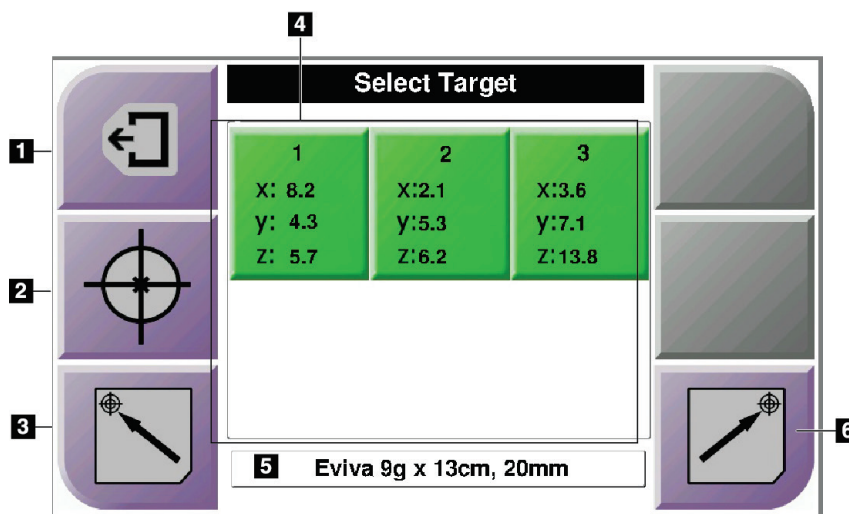 4
Select Target
1
2
3
1 2 3
x: 8.2 x:2.1 x:3.6
y: 4.3 y:5.3 y:7.1
z: 5.7 z:6.2 z:13.8
6
5 Eviva 9g x 13cm, 20mm